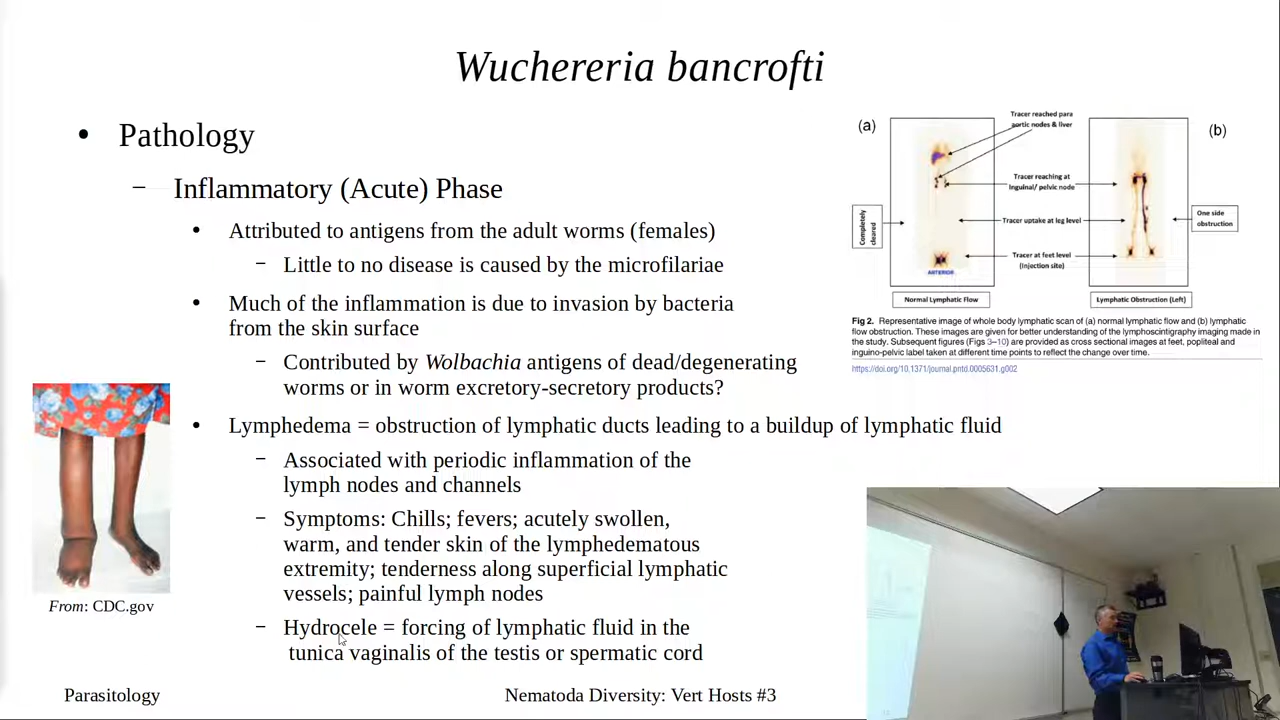 Wuchereria bancrofti
• Pathology
– Inflammatory (Acute) Phase
• Attributed to antigens from the adult worms (females)
– Little to no disease is caused by the microfilariae
• Much of the inflammation is due to invasion by bacteria
from the skin surface
– Contributed by Wolbachia antigens of dead/degenerating
worms or in worm excretory-secretory products?
• Lymphedema = obstruction of lymphatic ducts leading to a buildup of lymphatic fluid
– Associated with periodic inflammation of the
lymph nodes and channels
– Symptoms: Chills; fevers; acutely swollen,
warm, and tender skin of the lymphedematous
extremity; tenderness along superficial lymphatic
vessels; painful lymph nodes
– Hydrocele = forcing of lymphatic fluid in the
tunica vaginalis of the testis or spermatic cord
(a)
(b)
Tracer reached para
aortic nodes & liver
Tracer reaching at
Inguinal/ pelvic node
Completely
cleared
Tracer uptake at leg level
One side
obstruction
Tracer at feet level
(Injection site)
ANTERIOR
Normal Lymphatic Flow
Lymphatic Obstruction (Left)
Fig 2. Representative image of whole body lymphatic scan of (a) normal lymphatic flow and (b) lymphatic
flow obstruction. These images are given for better understanding of the lymphoscintigraphy imaging made in
the study. Subsequent figures (Figs 3–10) are provided as cross sectional images at feet, popliteal and
inguino-pelvic label taken at different time points to reflect the change over time.
https://doi.org/10.1371/journal.pntd.0005631.g002
From: CDC.gov
Parasitology
Nematoda Diversity: Vert Hosts #3